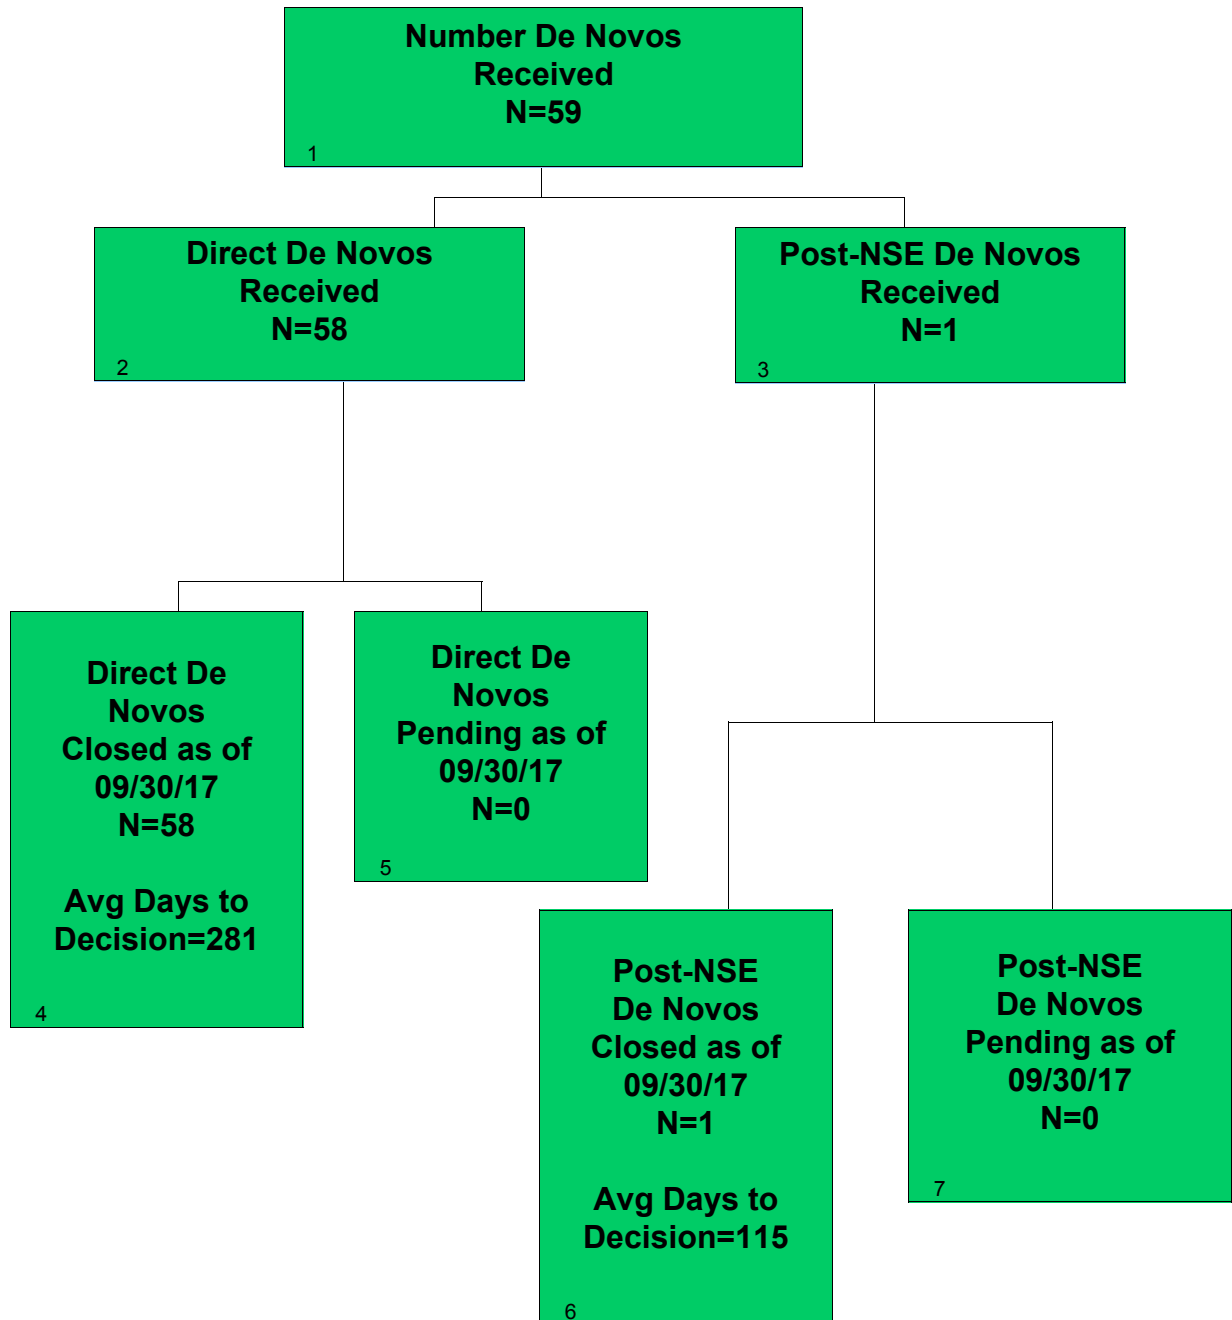 Number De Novos
Received
N=59
1
Direct De Novos
Received
N=58
2
Post-NSE De Novos
Received
N=1
3
Direct De
Novos
Closed as of
09/30/17
N=58
Avg Days to
Decision=281
4
Direct De
Novos
Pending as of
09/30/17
N=0
5
Post-NSE
De Novos
Closed as of
09/30/17
N=1
Avg Days to
Decision=115
6
Post-NSE
De Novos
Pending as of
09/30/17
N=0
7